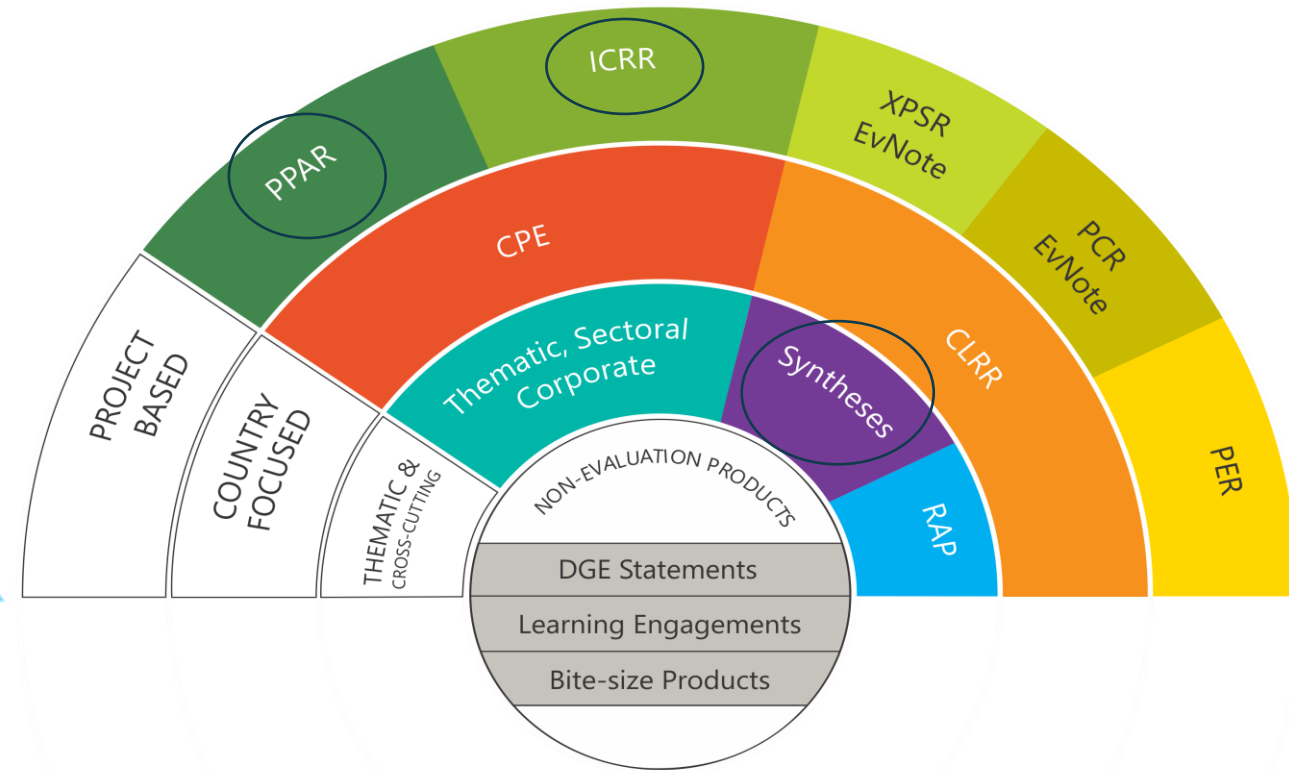 PROJECT
BASED
PPAR
ICRR
XPSR
EvNote
PCR
EvNote
PER
COUNTRY
FOCUSED
CPE
CLRR
THEMATIC &
CROSS-CUTTING
Thematic, Sectoral
Corporate
Syntheses
RAP
NON-EVALUATION PRODUCTS
DGE Statements
Learning Engagements
Bite-size Products